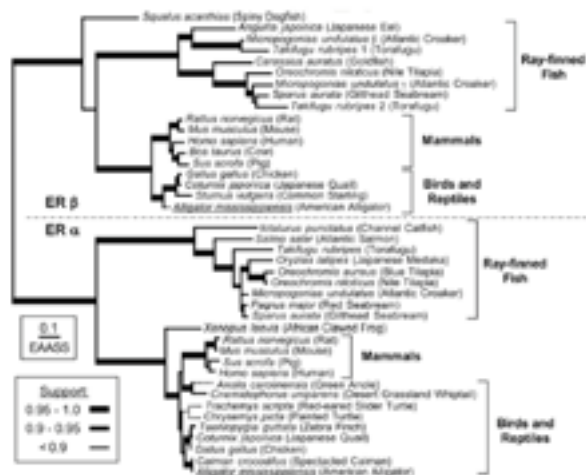 Squalus acanthias (Spiny Dogfish)
Anguilla japonica (Japanese Eel)
Micropogonias undulatus β (Atlantic Croaker)
Takifugu rubripes 1 (Torafugu)
Carassius auratus (Goldfish)
Oreochromis niloticus (Nile Tilapia)
Micropogonias undulatus γ (Atlantic Croaker)
Sparus aurata (Gilthead Seabream)
Takifugu rubripes 2 (Torafugu)
Ray-finned
Fish
Rattus norvegicus (Rat)
Mus musculus (Mouse)
Homo sapiens (Human)
Bos taurus (Cow)
Sus scrofa (Pig)
Mammals
Gallus gallus (Chicken)
Coturnix japonica (Japanese Quail)
Sturnus vulgaris (Common Starling)
Alligator mississippiensis (American Alligator)
Birds and
Reptiles
ER β
ER α
Ictalurus punctatus (Channel Catfish)
Salmo salar (Atlantic Salmon)
Takifugu rubripes (Torafugu)
Oryzias latipes (Japanese Medaka)
Oreochromis aureus (Blue Tilapia)
Oreochromis niloticus (Nile Tilapia)
Micropogonias undulatus (Atlantic Croaker)
Pagrus major (Red Seabream)
Sparus aurata (Gilthead Seabream)
Ray-finned
Fish
Xenopus laevis (African Clawed Frog)
Rattus norvegicus (Rat)
Mus musculus (Mouse)
Sus scrofa (Pig)
Homo sapiens (Human)
Mammals
Anolis carolinensis (Green Anole)
Cnemidophorus uniparens (Desert Grassland Whiptail)
Trachemys scripta (Red-eared Slider Turtle)
Chrysemys picta (Painted Turtle)
Taeniopygia guttata (Zebra Finch)
Coturnix japonica (Japanese Quail)
Gallus gallus (Chicken)
Caiman crocodilus (Spectacled Caiman)
Alligator mississippiensis (American Alligator)
Birds and
Reptiles
0.1
EAASS
Support:
0.95 - 1.0
0.9 - 0.95
< 0.9